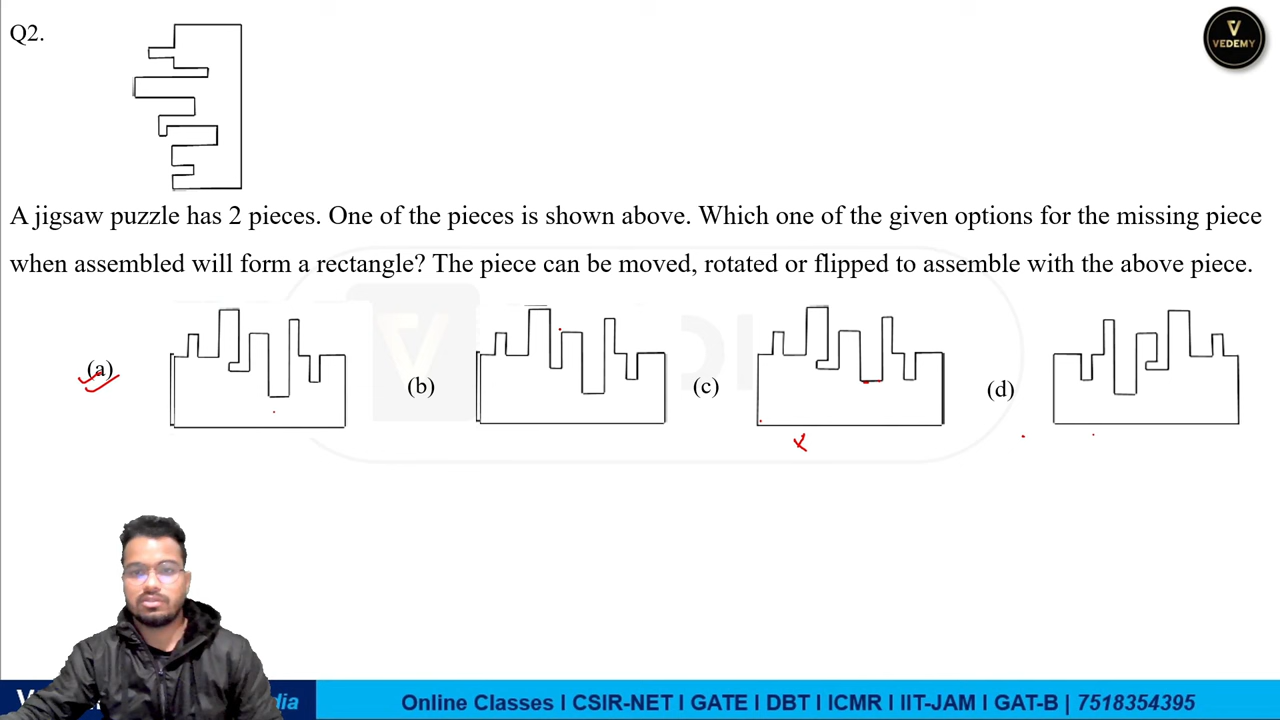 Q2.
VEDEMY
A jigsaw puzzle has 2 pieces. One of the pieces is shown above. Which one of the given options for the missing piece
when assembled will form a rectangle? The piece can be moved, rotated or flipped to assemble with the above piece.
(a)
(b)
(c)
(d)
Online Classes I CSIR-NET I GATE I DBT I ICMR I IIT-JAM I GAT-B | 7518354395